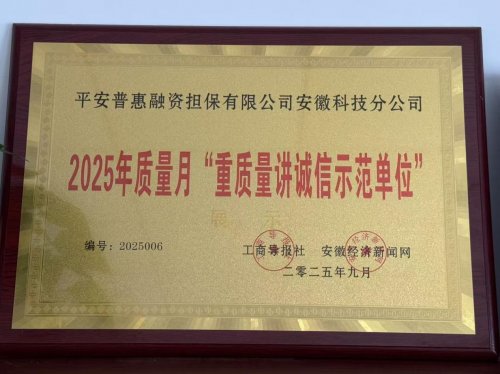 平安普惠融资担保有限公司安徽科技分公司
2025年质量月“重质量讲诚信示范单位”
展示
编号：2025006
工商导报社 安徽经济新闻网
二零二五年九月